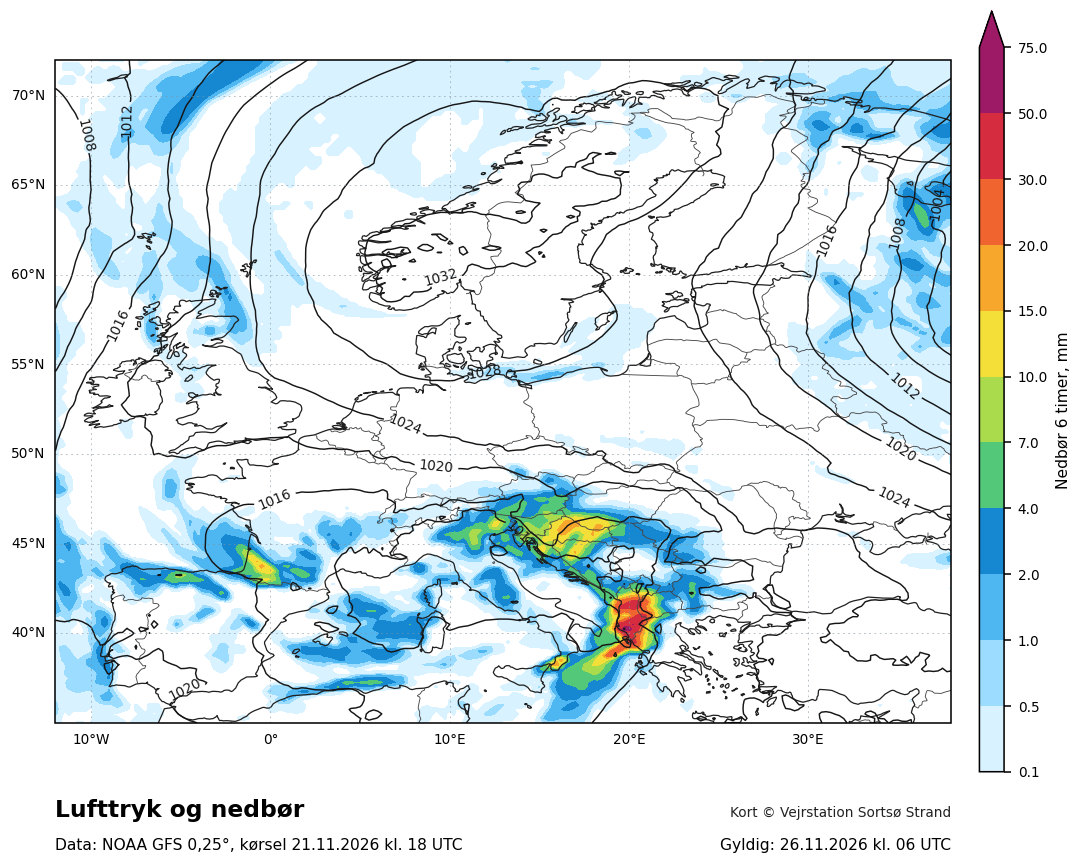 75.0
50.0
30.0
20.0
15.0
10.0
7.0
4.0
2.0
1.0
0.5
0.1
Nedbør 6 timer, mm
70°N
65°N
60°N
55°N
50°N
45°N
40°N
10°W
0°
10°E
20°E
30°E
1008
1012
1016
1032
1028
1024
1020
1016
1020
1016
1008
1004
1012
1020
1024
Lufttryk og nedbør
Kort © Vejrstation Sortsø Strand
Data: NOAA GFS 0,25°, kørsel 21.11.2026 kl. 18 UTC
Gyldig: 26.11.2026 kl. 06 UTC